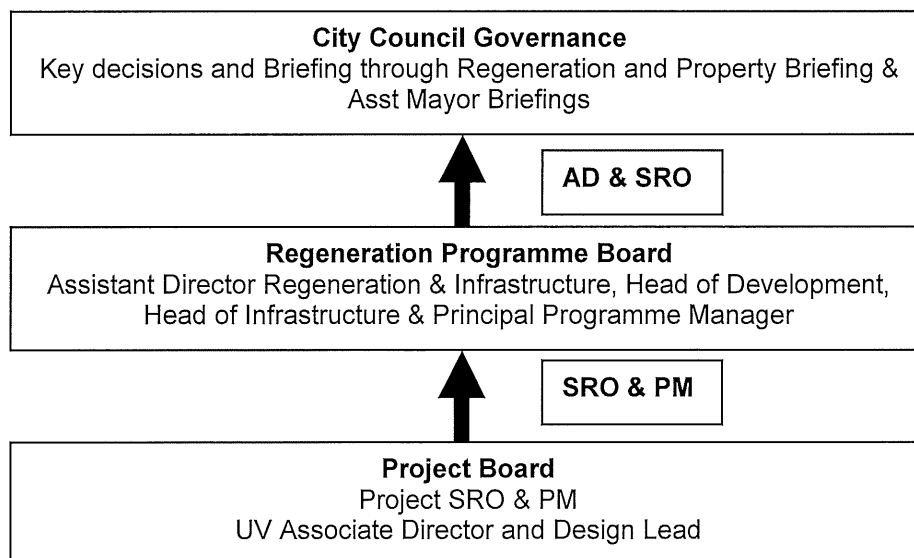 City Council Governance
Key decisions and Briefing through Regeneration and Property Briefing &
Asst Mayor Briefings
AD & SRO
Regeneration Programme Board
Assistant Director Regeneration & Infrastructure, Head of Development,
Head of Infrastructure & Principal Programme Manager
SRO & PM
Project Board
Project SRO & PM
UV Associate Director and Design Lead